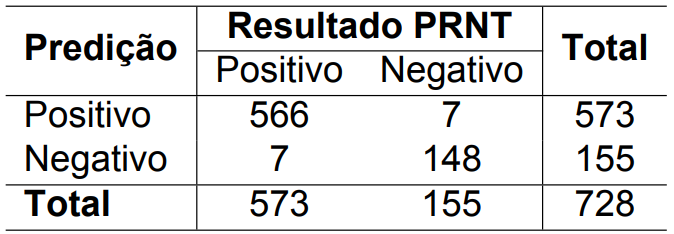 Predição Resultado PRNT Total
Positivo Negativo
Positivo 566 7 573
Negativo 7 148 155
Total 573 155 728